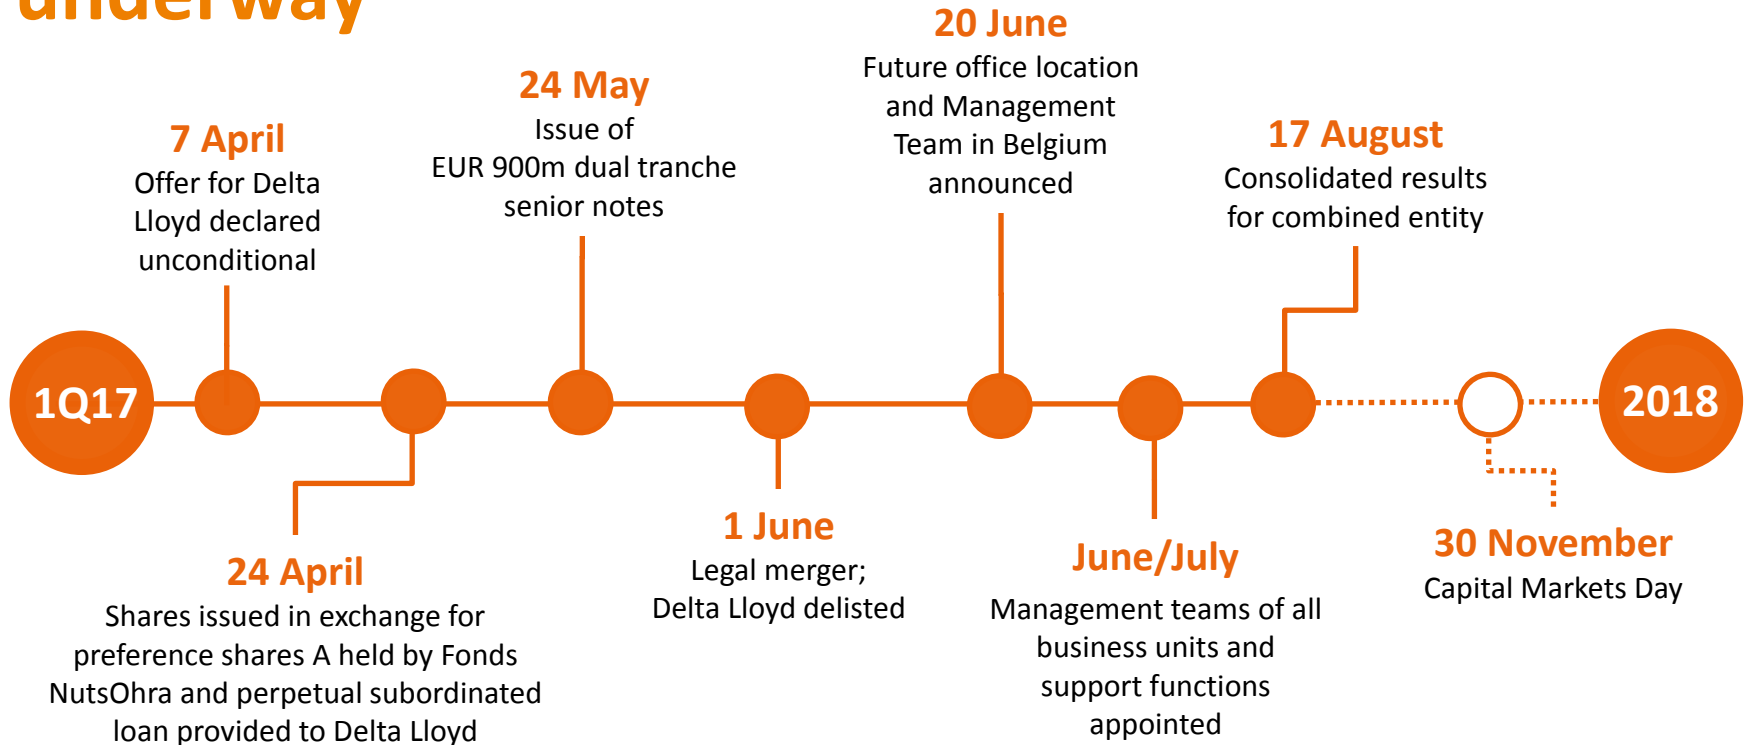 underway
20 June
Future office location
and Management
Team in Belgium
announced
24 May
Issue of
EUR 900m dual tranche
senior notes
7 April
Offer for Delta
Lloyd declared
unconditional
17 August
Consolidated results
for combined entity
1Q17
2018
24 April
Shares issued in exchange for
preference shares A held by Fonds
NutsOhra and perpetual subordinated
loan provided to Delta Lloyd
1 June
Legal merger;
Delta Lloyd delisted
June/July
Management teams of all
business units and
support functions
appointed
30 November
Capital Markets Day